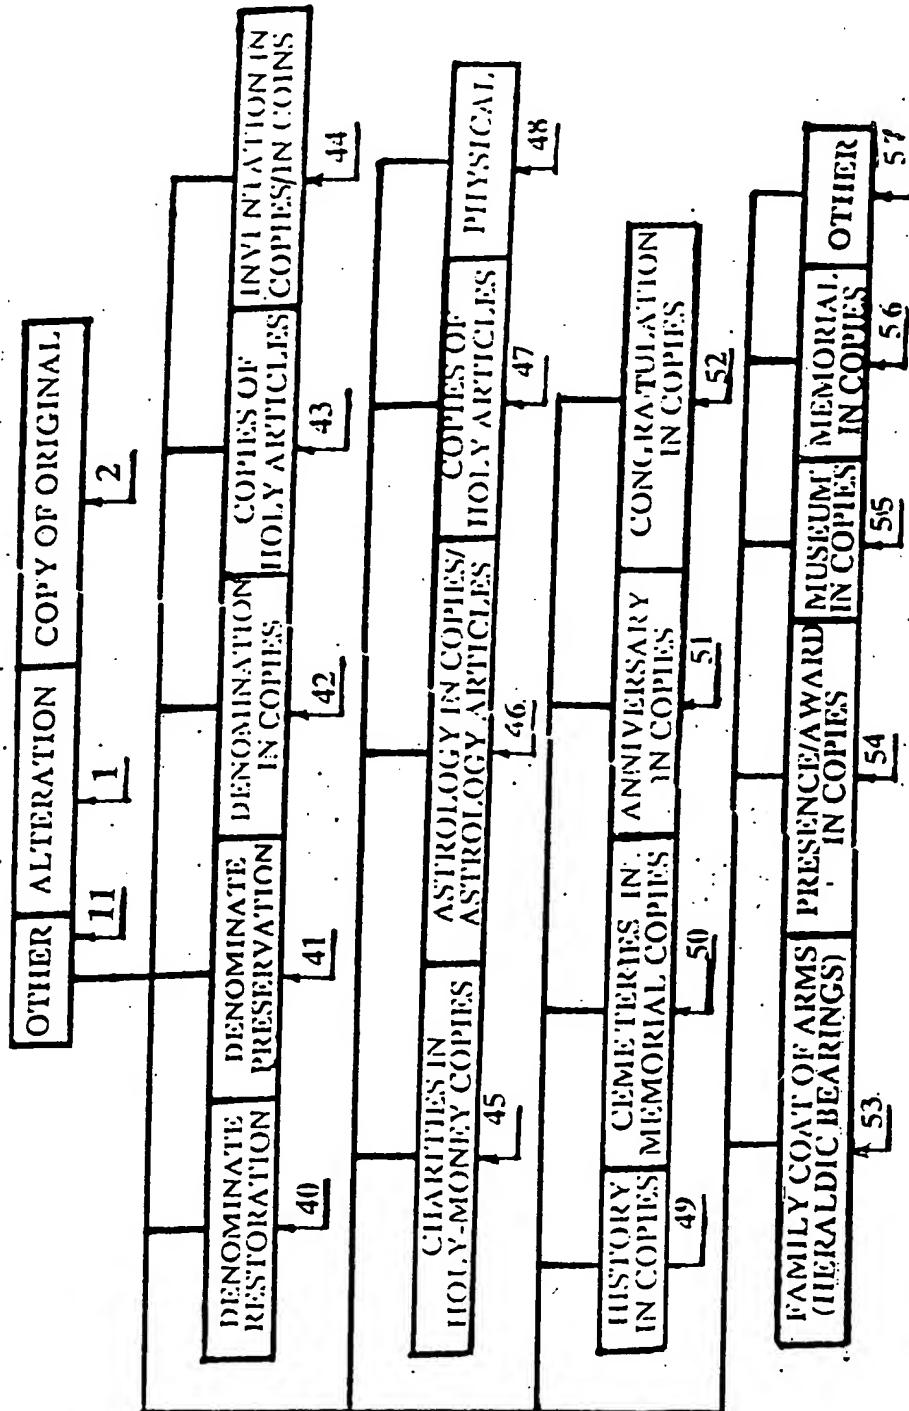 OTHER
ALTERATION
COPY OF ORIGINAL
11
1
2
DENOMINATE
RESTORATION
DENOMINATE
PRESERVATION
DENOMINATION
IN COPIES
COPIES OF
HOLY ARTICLES
INVENTATION IN
COPIES/IN COINS
40
41
42
43
44
CHARITIES IN
HOLY-MONEY COPIES
ASTROLOGY IN COPIES/
ASTROLOGY ARTICLES
COPIES OF
HOLY ARTICLES
PHYSICAL
45
46
47
48
HISTORY
IN COPIES
CEMETERIES IN
MEMORIAL COPIES
ANNIVERSARY
IN COPIES
CONGRATULATION
IN COPIES
49
50
51
52
FAMILY COAT OF ARMS
(HERALDIC BEARINGS)
PRESENCE/AWARD
IN COPIES
MUSEUM
IN COPIES
MEMORIAL
IN COPIES
OTHER
53
54
55
56
57